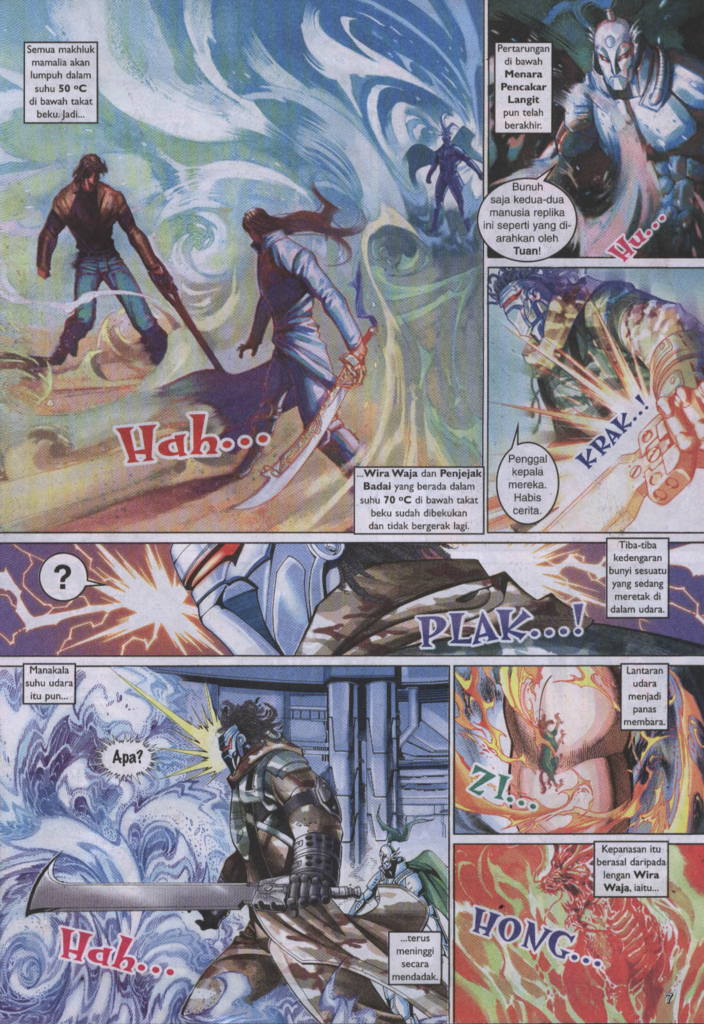 Semua makhluk
mamalia akan
lumpuh dalam
suhu 50 ºC
di bawah takat
beku. Jadi...
Hah...
...Wira Waja dan Penjejak
Badai yang berada dalam
suhu 70 ºC di bawah takat
beku sudah dibekukan
dan tidak bergerak lagi.
Pertarungan
di bawah
Menara
Pencakar
Langit
pun telah
berakhir.
Bunuh
saja kedua-dua
manusia replika
ini seperti yang di-
arahkan oleh
Tuan!
Hu...
KRAK..!
Penggal
kepala
mereka.
Habis
cerita.
?
PLAK...!
Tiba-tiba
kedengaran
bunyi sesuatu
yang sedang
meretak di
dalam udara.
Manakala
suhu udara
itu pun...
Apa?
Hah...
...terus
meninggi
secara
mendadak.
Lantaran
udara
menjadi
panas
membara.
ZI...
Kepanasan itu
berasal daripada
lengan Wira
Waja, iaitu...
HONG...
7